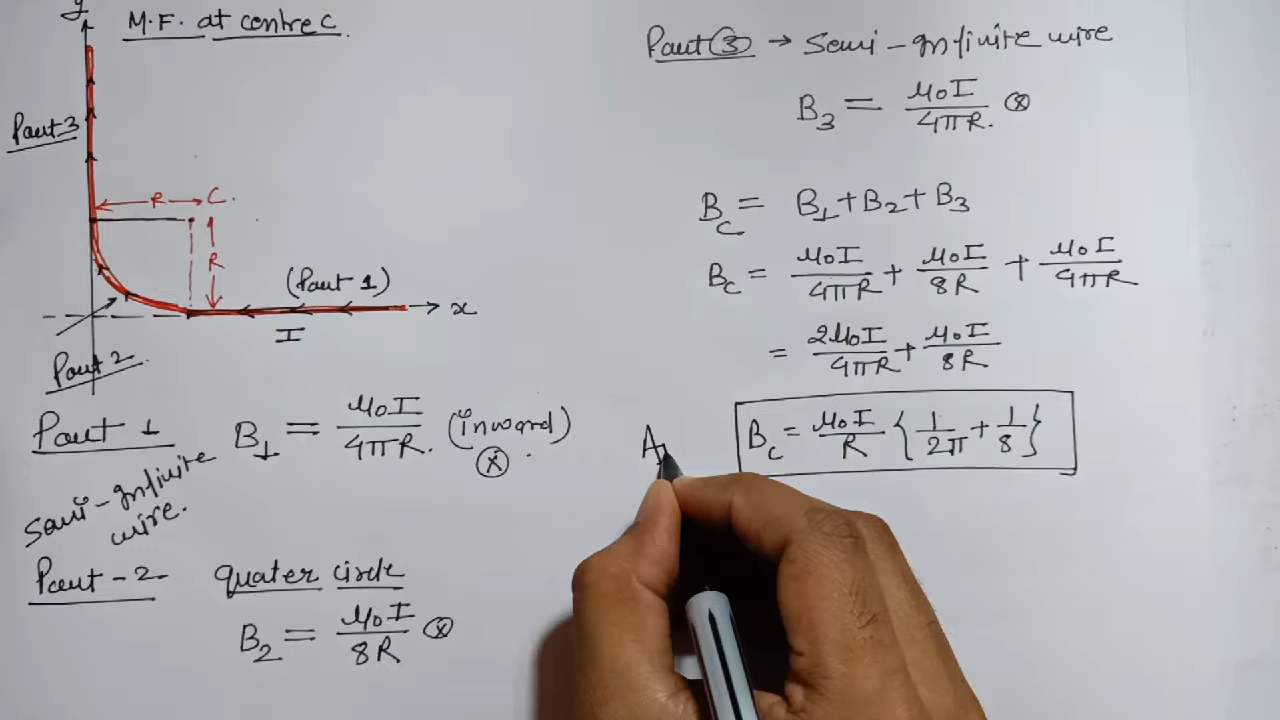 y
M.F. at centre C.
Part 3
R
C.
R
(Part 1)
x
I
Part 2
Part 1
B₁ = μ₀I / 4πR. (inward) ⊗.
semi-infinite wire.
Part-2
quater circle
B₂ = μ₀I / 8R ⊗
Part (3) → Semi-infinite wire
B₃ = μ₀I / 4πR. ⊗
B_C = B₁ + B₂ + B₃
B_C = μ₀I / 4πR + μ₀I / 8R + μ₀I / 4πR
= 2μ₀I / 4πR + μ₀I / 8R
B_C = μ₀I / R { 1 / 2π + 1 / 8 }